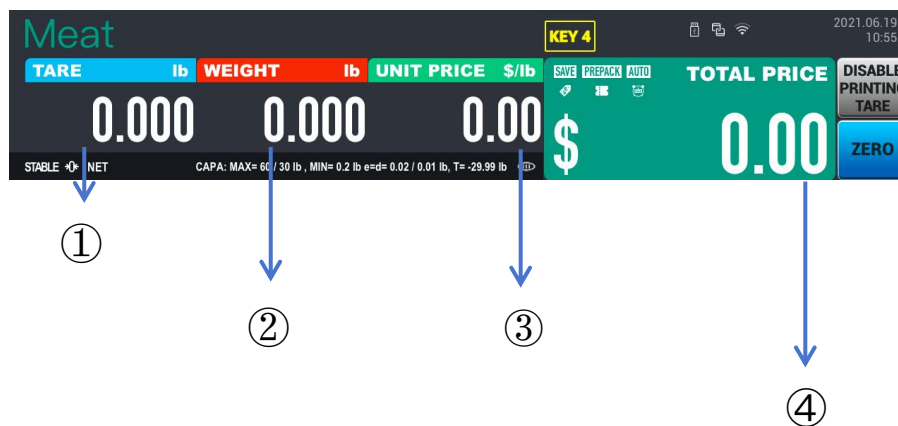 Meat
KEY 4
2021.06.19
10:55
TARE lb
WEIGHT lb
UNIT PRICE $/lb
SAVE PREPACK AUTO
TOTAL PRICE
DISABLE
PRINTING
TARE
0.000
0.000
0.00
$ 0.00
ZERO
STABLE →0← NET
CAPA: MAX= 60 / 30 lb , MIN= 0.2 lb e=d= 0.02 / 0.01 lb, T= -29.99 lb
①
②
③
④